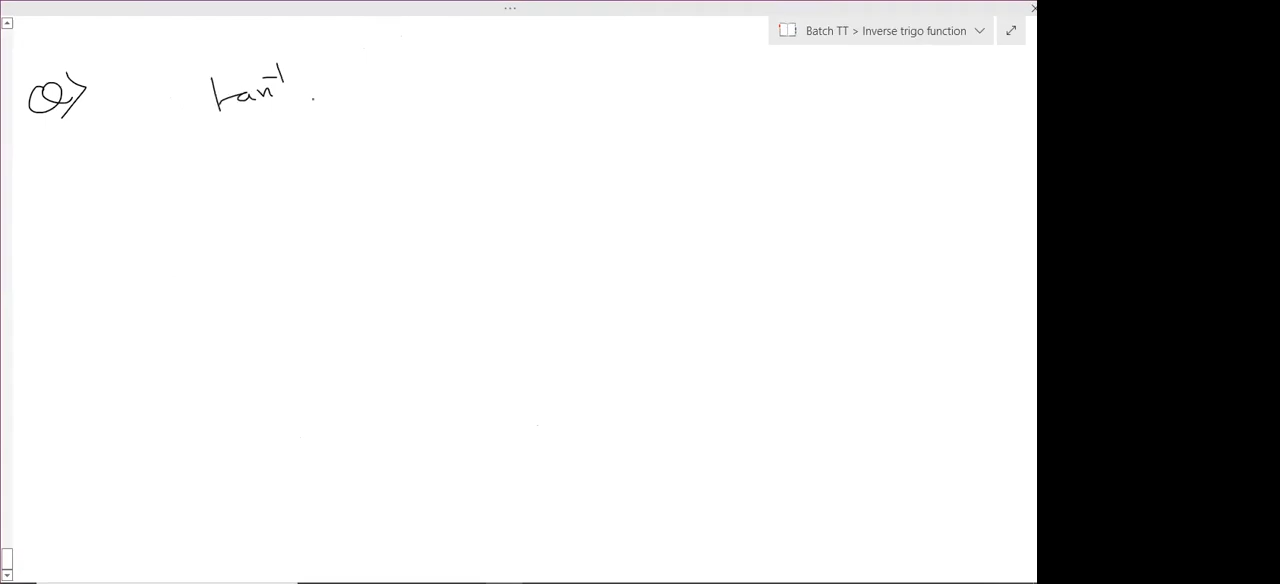 Batch TT > Inverse trigo function
Q) tan⁻¹